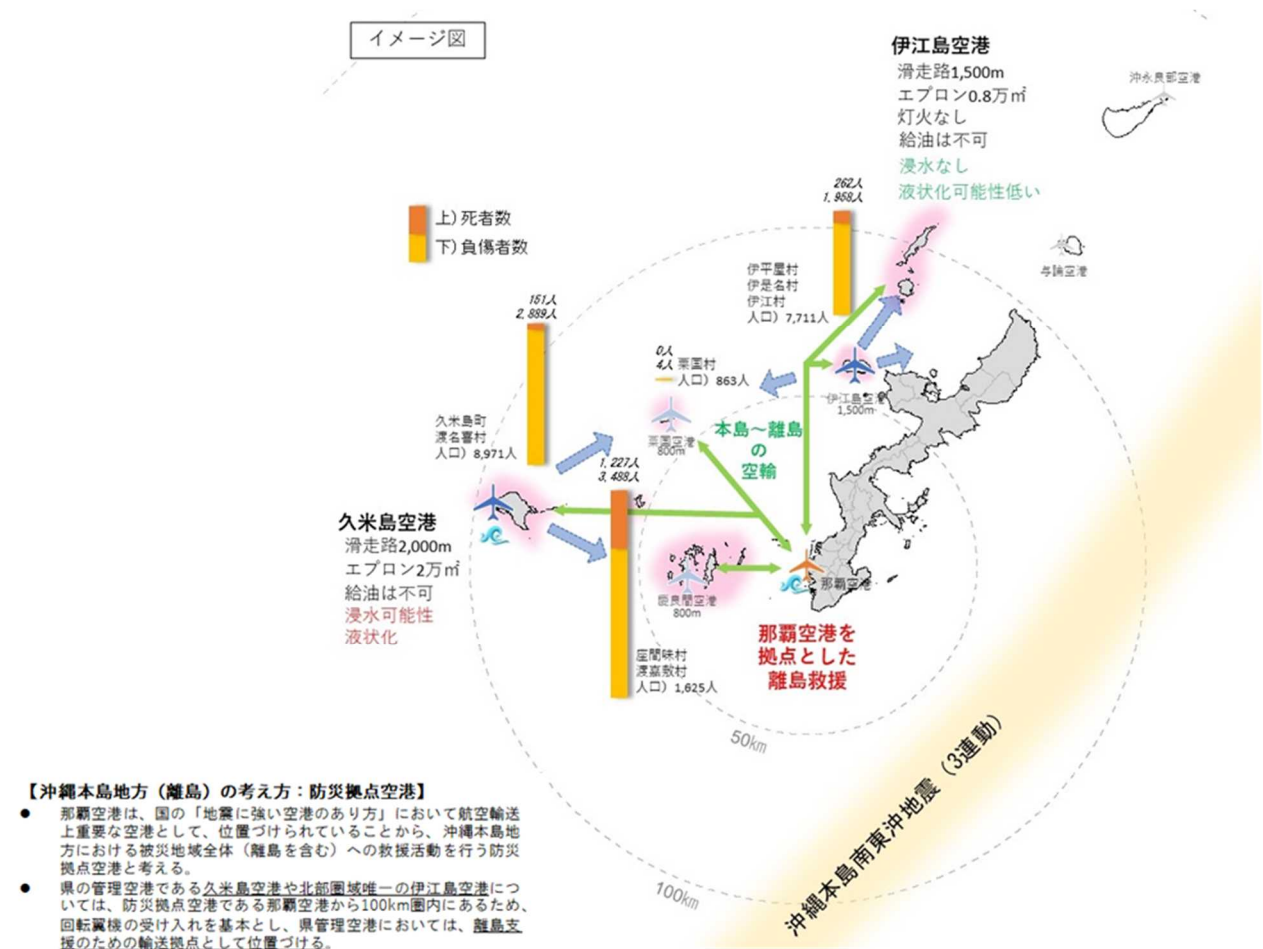 イメージ図
伊江島空港
滑走路1,500m
エプロン0.8万㎡
灯火なし
給油は不可
浸水なし
液状化可能性低い
沖永良部空港
与論空港
上）死者数
下）負傷者数
262人
1,958人
伊平屋村
伊是名村
伊江村
人口）7,711人
151人
2,889人
0人
4人
粟国村
人口）863人
伊江島空港
1,500m
粟国空港
800m
本島～離島
の
空輸
久米島町
渡名喜村
人口）8,971人
1,227人
3,488人
久米島空港
滑走路2,000m
エプロン2万㎡
給油は不可
浸水可能性
液状化
慶良間空港
800m
那覇空港
那覇空港を
拠点とした
離島救援
座間味村
渡嘉敷村
人口）1,625人
50㎞
100㎞
沖縄本島南東沖地震（3連動）
【沖縄本島地方（離島）の考え方：防災拠点空港】
● 那覇空港は、国の「地震に強い空港のあり方」において航空輸送
上重要な空港として、位置づけられていることから、沖縄本島地
方における被災地域全体（離島を含む）への救援活動を行う防災
拠点空港と考える。
● 県の管理空港である久米島空港や北部圏域唯一の伊江島空港につ
いては、防災拠点空港である那覇空港から100km圏内にあるため、
回転翼機の受け入れを基本とし、県管理空港においては、離島支
援のための輸送拠点として位置づける。